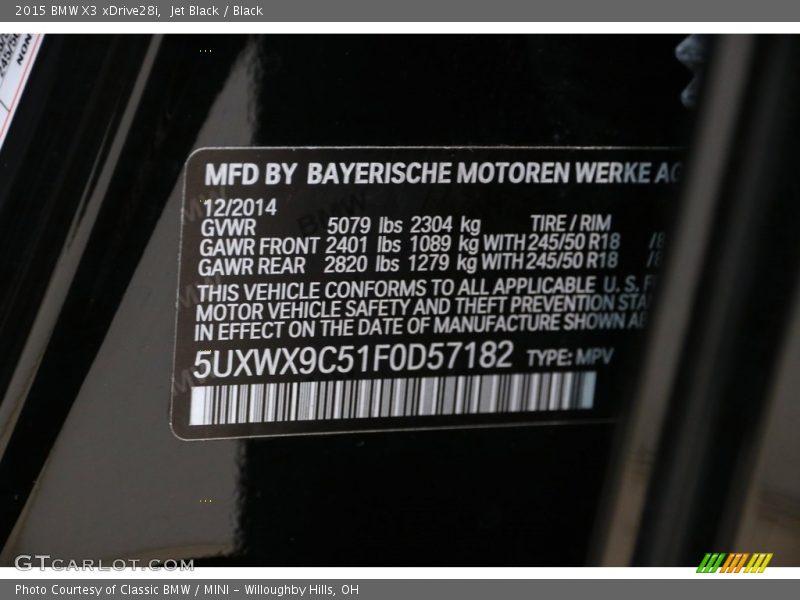 2015 BMW X3 xDrive28i, Jet Black / Black
MFD BY BAYERISCHE MOTOREN WERKE AG
12/2014
GVWR 5079 lbs 2304 kg TIRE / RIM
GAWR FRONT 2401 lbs 1089 kg WITH 245/50 R18 /8
GAWR REAR 2820 lbs 1279 kg WITH 245/50 R18 /8
THIS VEHICLE CONFORMS TO ALL APPLICABLE U. S. F
MOTOR VEHICLE SAFETY AND THEFT PREVENTION STA
IN EFFECT ON THE DATE OF MANUFACTURE SHOWN AB
5UXWX9C51F0D57182 TYPE: MPV
GTCARLOT.COM
Photo Courtesy of Classic BMW / MINI - Willoughby Hills, OH